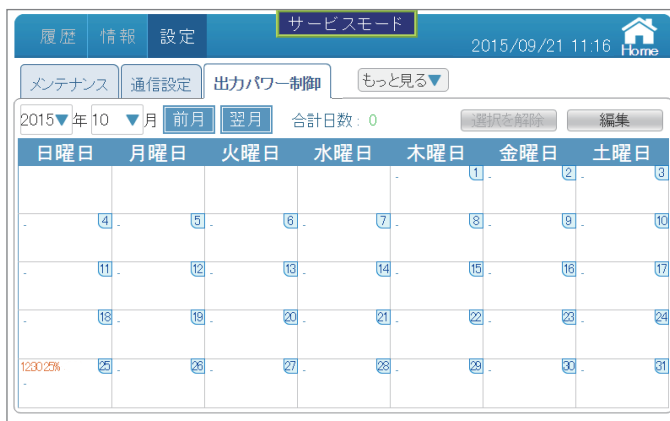 サービスモード
履歴 情報 設定 2015/09/21 11:16 Home
メンテナンス 通信設定 出力パワー制御 もっと見る▼
2015▼年10 ▼月 前月 翌月 合計日数: 0 選択を解除 編集
日曜日 月曜日 火曜日 水曜日 木曜日 金曜日 土曜日
- 1 - 2 - 3
- 4 - 5 - 6 - 7 - 8 - 9 - 10
- 11 - 12 - 13 - 14 - 15 - 16 - 17
- 18 - 19 - 20 - 21 - 22 - 23 - 24
12:30 25% 25 - 26 - 27 - 28 - 29 - 30 - 31
-